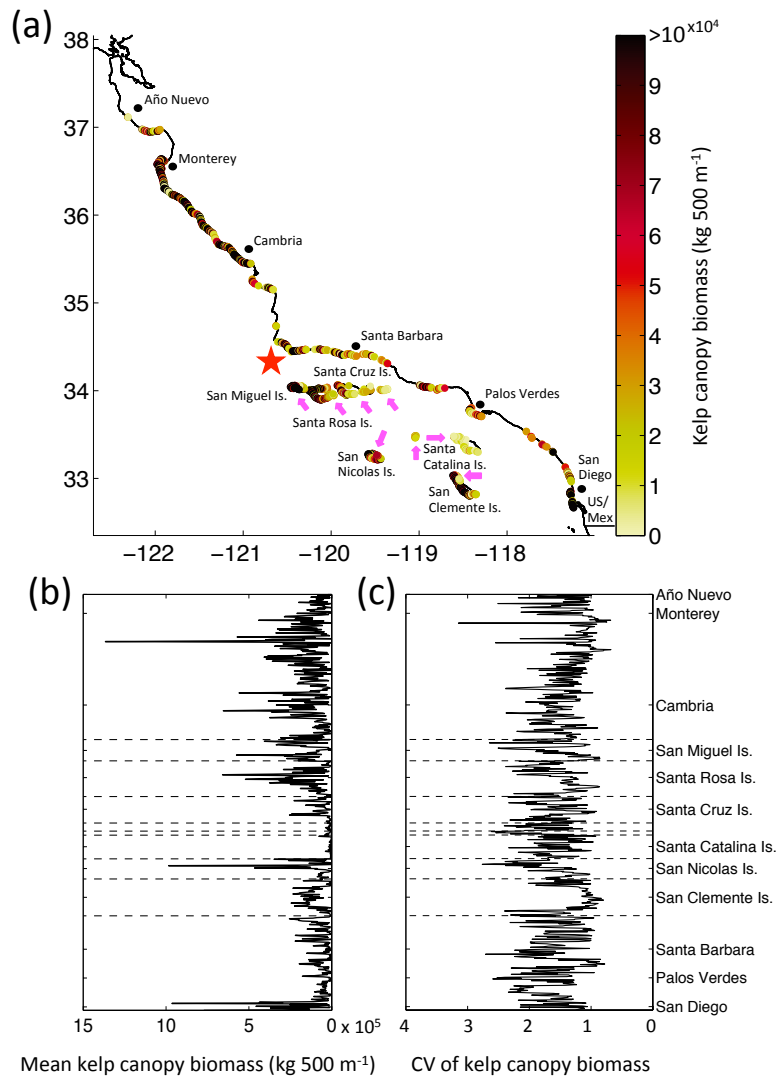 (a)
38
37
36
35
34
33
−122
−121
−120
−119
−118
Año Nuevo
Monterey
Cambria
Santa Barbara
Santa Cruz Is.
San Miguel Is.
Santa Rosa Is.
Palos Verdes
San
Nicolas Is.
Santa
Catalina Is.
San
Clemente Is.
San
Diego
US/
Mex
>10 x10⁴
9
8
7
6
5
4
3
2
1
0
Kelp canopy biomass (kg 500 m⁻¹)
(b)
15
10
5
0 x 10⁵
Mean kelp canopy biomass (kg 500 m⁻¹)
(c)
4
3
2
1
0
CV of kelp canopy biomass
Año Nuevo
Monterey
Cambria
San Miguel Is.
Santa Rosa Is.
Santa Cruz Is.
Santa Catalina Is.
San Nicolas Is.
San Clemente Is.
Santa Barbara
Palos Verdes
San Diego